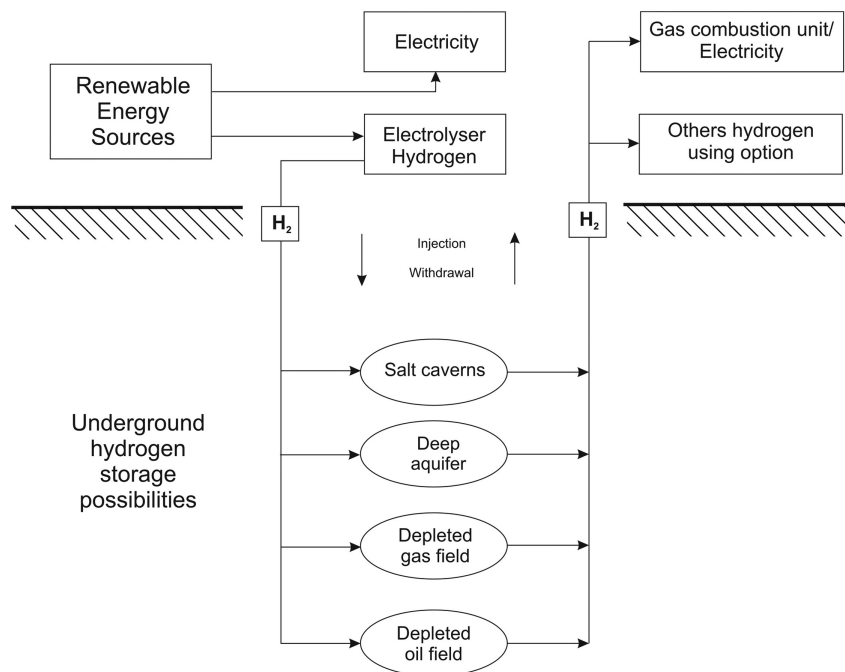 Electricity
Gas combustion unit/
Electricity
Renewable
Energy
Sources
Electrolyser
Hydrogen
Others hydrogen
using option
H₂
H₂
Injection
Withdrawal
Salt caverns
Underground
hydrogen
storage
possibilities
Deep
aquifer
Depleted
gas field
Depleted
oil field